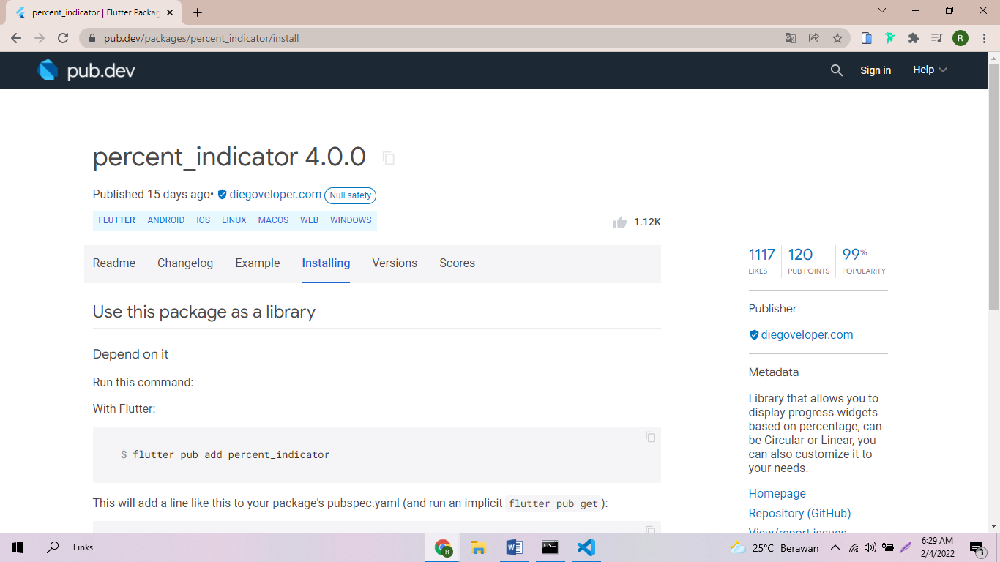 percent_indicator | Flutter Packag
pub.dev/packages/percent_indicator/install
R
pub.dev
Sign in
Help
percent_indicator 4.0.0
Published 15 days ago• diegoveloper.com Null safety
FLUTTER ANDROID IOS LINUX MACOS WEB WINDOWS
1.12K
Readme Changelog Example Installing Versions Scores
Use this package as a library
Depend on it
Run this command:
With Flutter:
$ flutter pub add percent_indicator
This will add a line like this to your package's pubspec.yaml (and run an implicit flutter pub get ):
1117 120 99%
LIKES PUB POINTS POPULARITY
Publisher
diegoveloper.com
Metadata
Library that allows you to
display progress widgets
based on percentage, can
be Circular or Linear, you
can also customize it to
your needs.
Homepage
Repository (GitHub)
View/report issues
Links
R
25°C Berawan
6:29 AM
2/4/2022
3